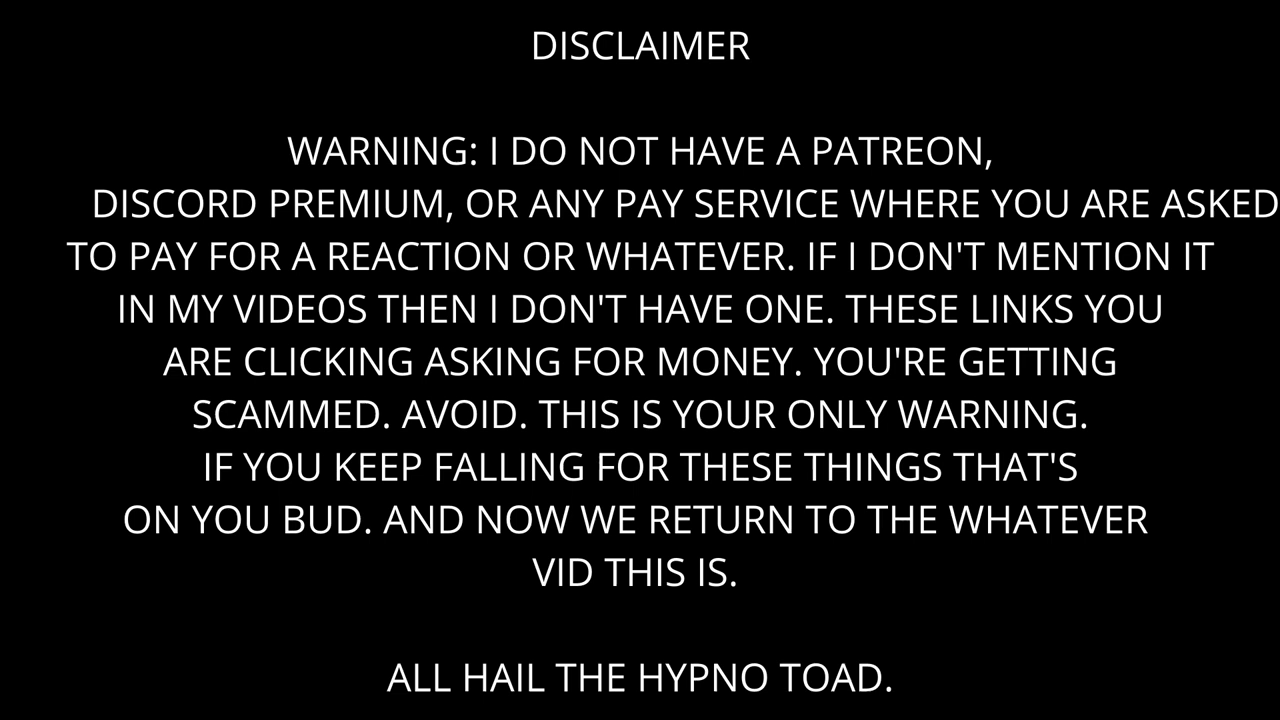 DISCLAIMER
WARNING: I DO NOT HAVE A PATREON,
DISCORD PREMIUM, OR ANY PAY SERVICE WHERE YOU ARE ASKED
TO PAY FOR A REACTION OR WHATEVER. IF I DON'T MENTION IT
IN MY VIDEOS THEN I DON'T HAVE ONE. THESE LINKS YOU
ARE CLICKING ASKING FOR MONEY. YOU'RE GETTING
SCAMMED. AVOID. THIS IS YOUR ONLY WARNING.
IF YOU KEEP FALLING FOR THESE THINGS THAT'S
ON YOU BUD. AND NOW WE RETURN TO THE WHATEVER
VID THIS IS.
ALL HAIL THE HYPNO TOAD.